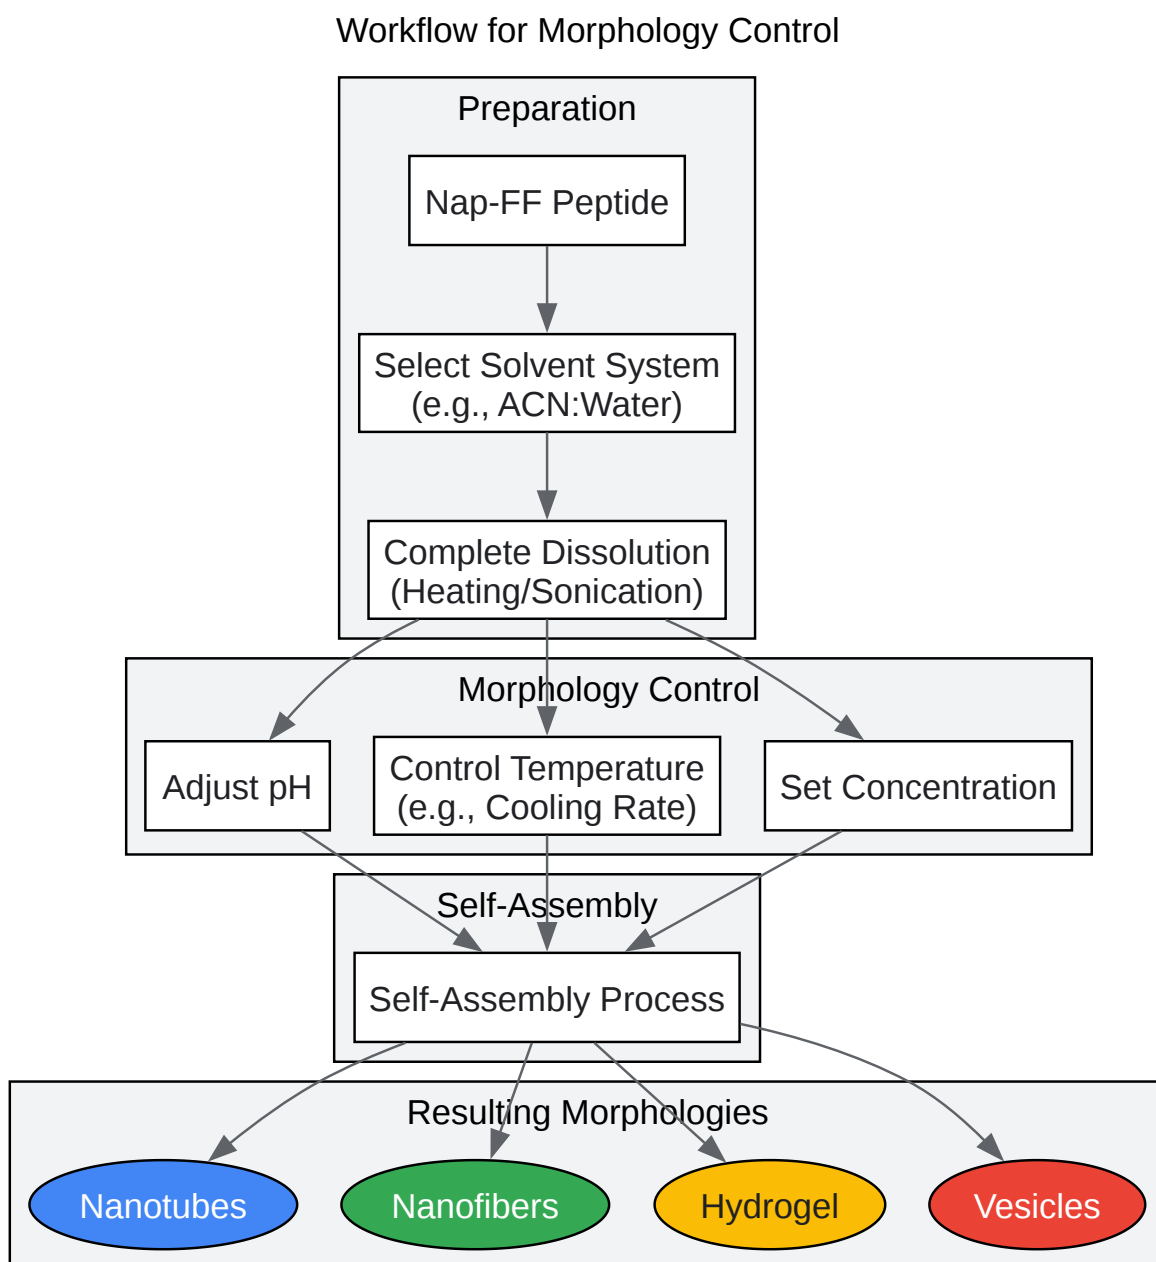 Workflow for Morphology Control
Preparation
Nap-FF Peptide
Select Solvent System
(e.g., ACN:Water)
Complete Dissolution
(Heating/Sonication)
Morphology Control
Adjust pH
Control Temperature
(e.g., Cooling Rate)
Set Concentration
Self-Assembly
Self-Assembly Process
Resulting Morphologies
Nanotubes
Nanofibers
Hydrogel
Vesicles